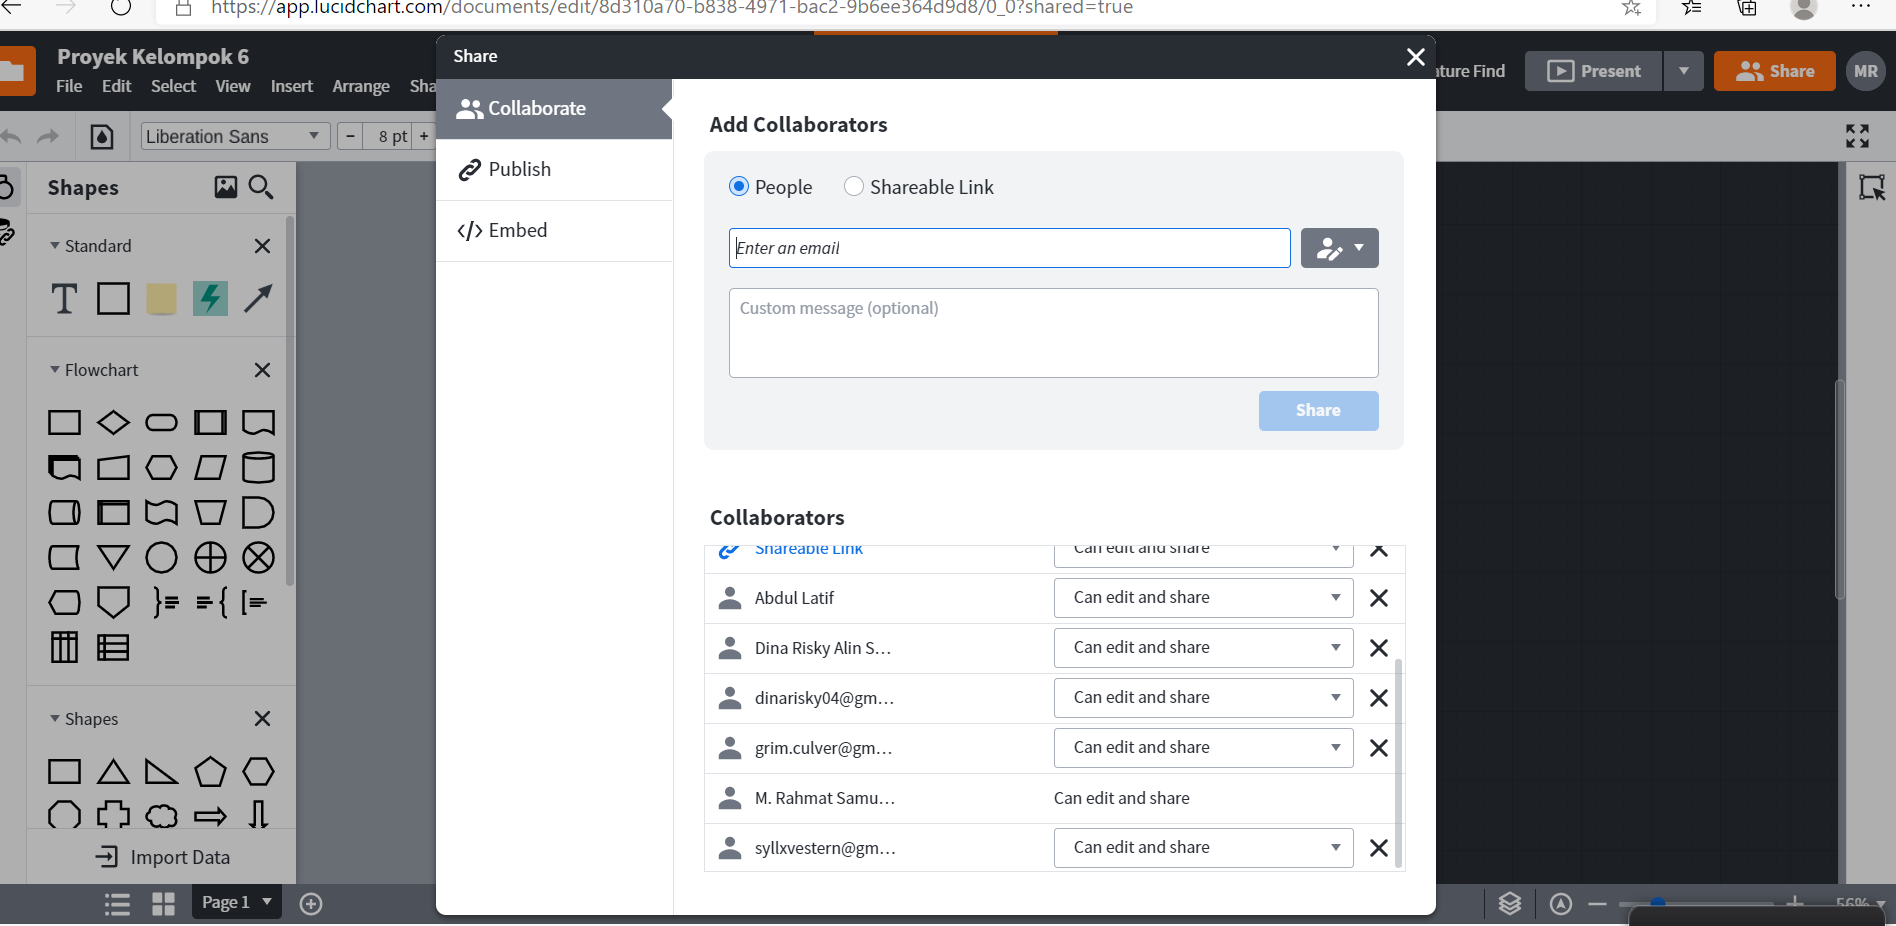 https://app.lucidchart.com/documents/edit/8d310a70-b838-4971-bac2-9b6ee364d9d8/0_0?shared=true
Proyek Kelompok 6
File Edit Select View Insert Arrange Sha
Share
ture Find
Present
Share
MR
Liberation Sans
- 8 pt +
Collaborate
Publish
</> Embed
Add Collaborators
People
Shareable Link
Enter an email
Custom message (optional)
Share
Collaborators
Shareable Link
Can edit and share
Abdul Latif
Can edit and share
Dina Risky Alin S...
Can edit and share
dinarisky04@gm...
Can edit and share
grim.culver@gm...
Can edit and share
M. Rahmat Samu...
Can edit and share
syllxvestern@gm...
Can edit and share
Shapes
Standard
T
Flowchart
Shapes
Import Data
Page 1
56%